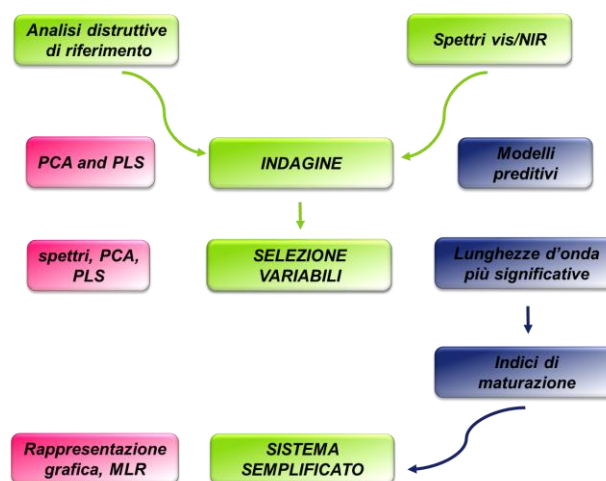 Analisi distruttive
di riferimento
Spettri vis/NIR
PCA and PLS
INDAGINE
Modelli
preditivi
spettri, PCA,
PLS
SELEZIONE
VARIABILI
Lunghezze d'onda
più significative
Indici di
maturazione
Rappresentazione
grafica, MLR
SISTEMA
SEMPLIFICATO